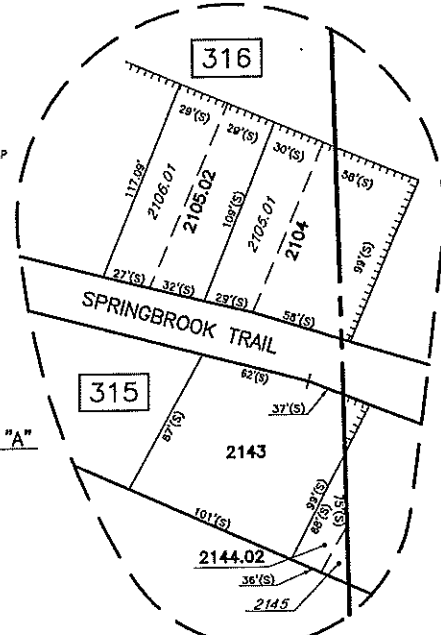 316
P
29'(S)
29'(S)
30'(S)
58'(S)
117.09'
2106.01
2105.02
109'(S)
2105.01
2104
99'(S)
27'(S)
32'(S)
29'(S)
58'(S)
SPRINGBROOK TRAIL
62'(S)
315
37'(S)
"A"
87'(S)
2143
99'(S)
88'(S)
75'(S)
101'(S)
2144.02
36'(S)
2145